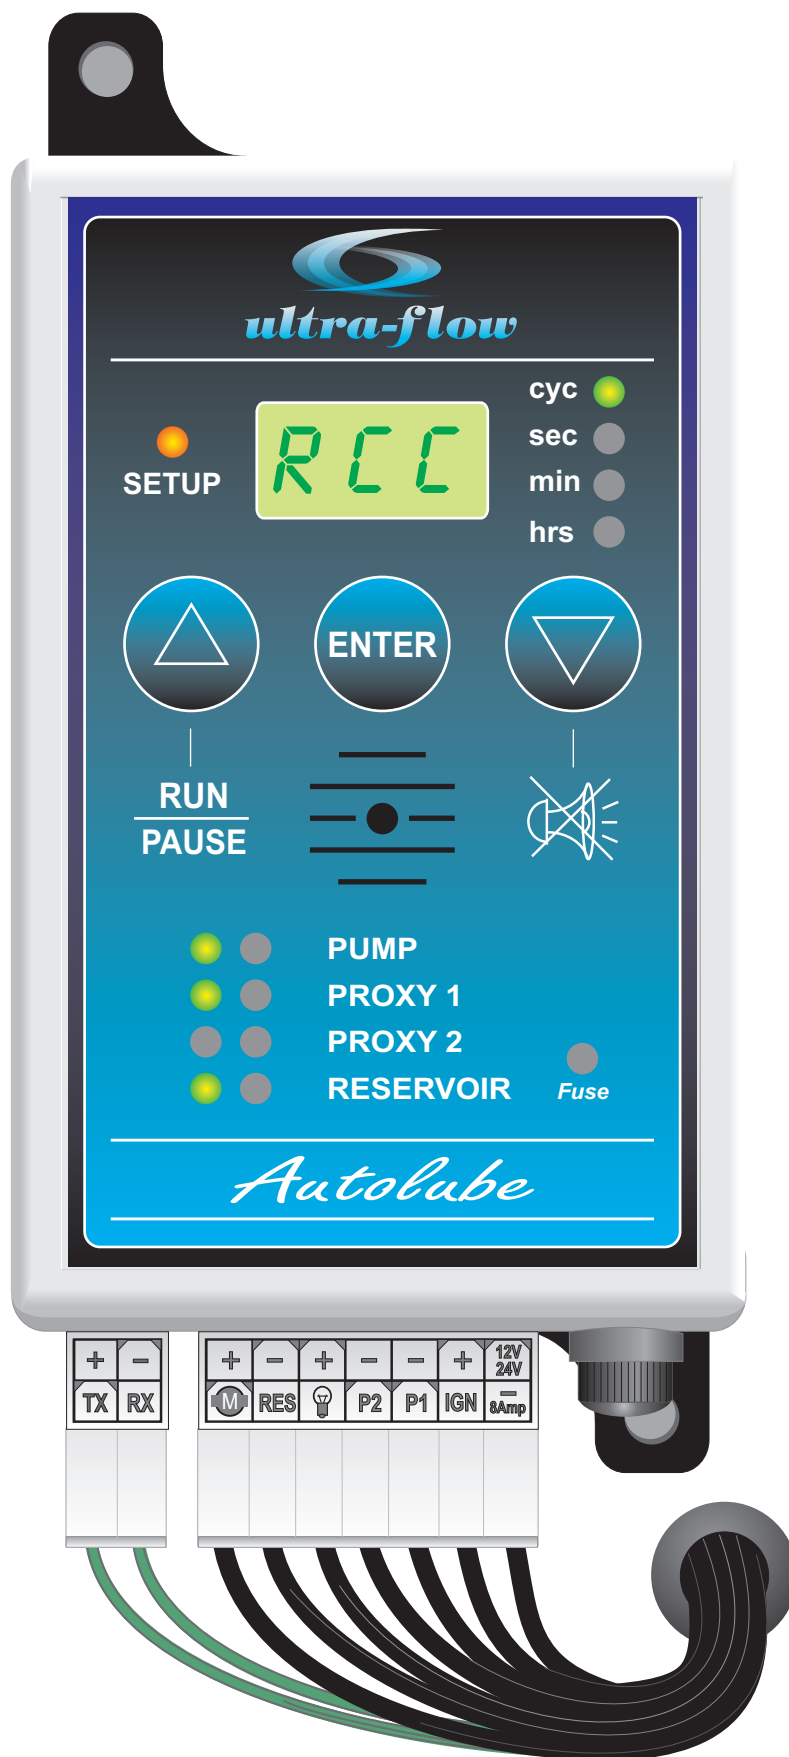 ultra-flow
cyc
sec
min
hrs
SETUP
RCC
ENTER
RUN
PAUSE
PUMP
PROXY 1
PROXY 2
RESERVOIR
Fuse
Autolube
+ −
TX RX
+ − + − − + 12V 24V
M RES P2 P1 IGN − 8Amp